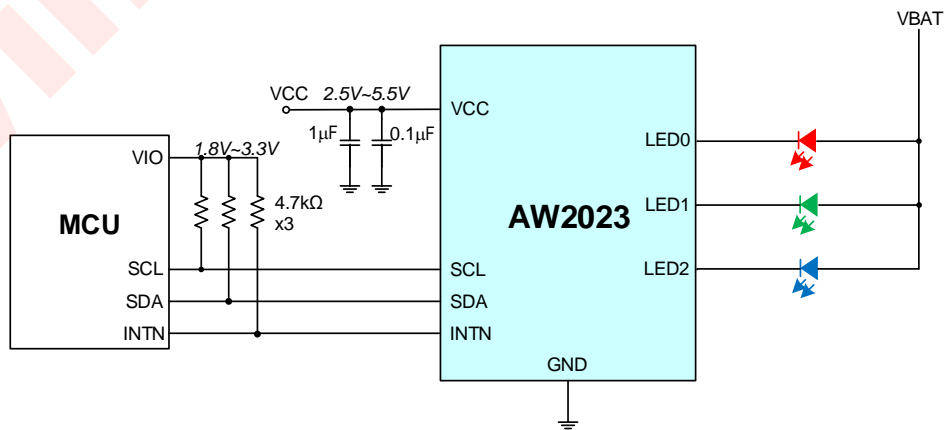 VBAT
VCC 2.5V~5.5V
VCC
1μF
0.1μF
LED0
VIO
1.8V~3.3V
4.7kΩ
x3
MCU
AW2023
LED1
SCL
SCL
LED2
SDA
SDA
INTN
INTN
GND